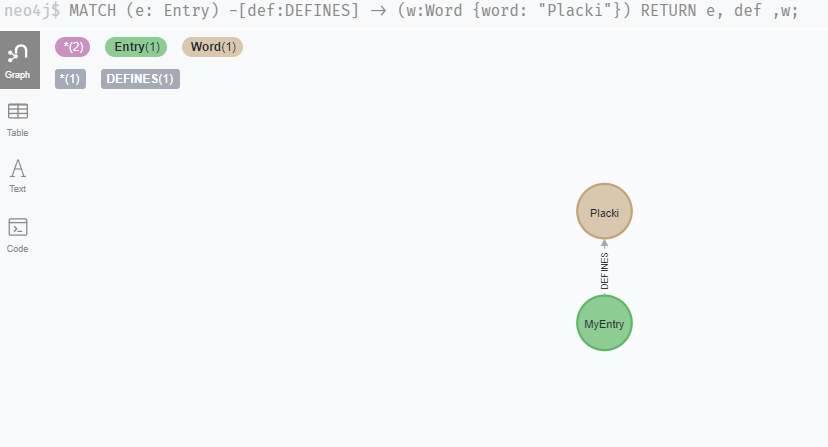 neo4j$ MATCH (e: Entry) -[def:DEFINES] -> (w:Word {word: "Placki"}) RETURN e, def ,w;
*(2) Entry(1) Word(1)
Graph
*(1) DEFINES(1)
Table
Text
Code
Placki
DEFINES
MyEntry